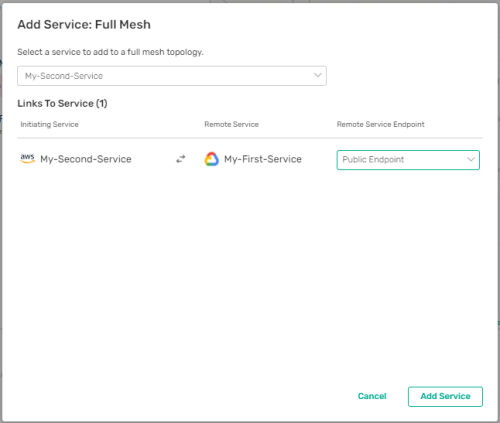 Add Service: Full Mesh
Select a service to add to a full mesh topology.
My-Second-Service
Links To Service (1)
Initiating Service Remote Service Remote Service Endpoint
aws My-Second-Service My-First-Service Public Endpoint
Cancel Add Service